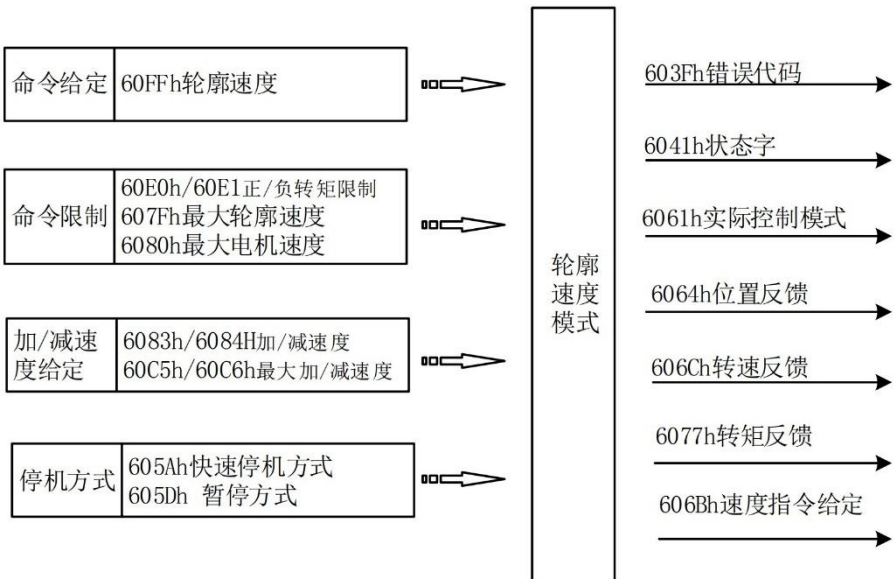 命令给定
60FFh轮廓速度
命令限制
60E0h/60E1正/负转矩限制
607Fh最大轮廓速度
6080h最大电机速度
加/减速
度给定
6083h/6084H加/减速度
60C5h/60C6h最大加/减速度
停机方式
605Ah快速停机方式
605Dh 暂停方式
轮廓
速度
模式
603Fh错误代码
6041h状态字
6061h实际控制模式
6064h位置反馈
606Ch转速反馈
6077h转矩反馈
606Bh速度指令给定